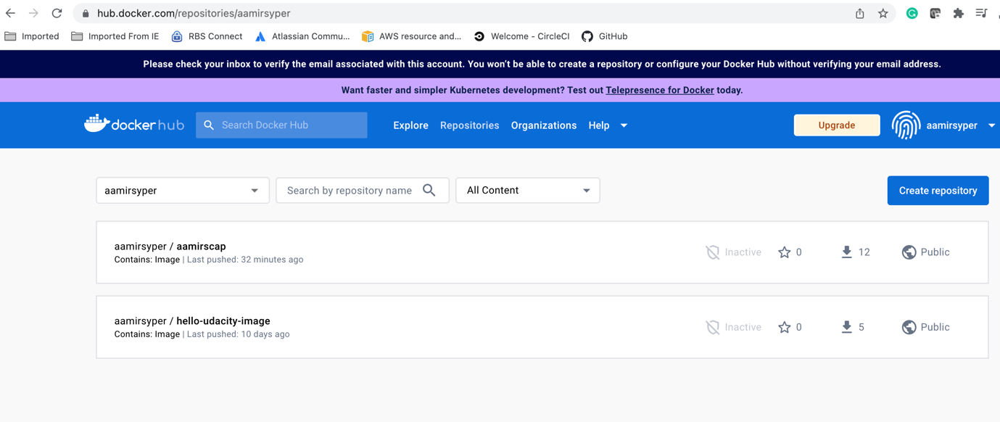 hub.docker.com/repositories/aamirsyper
Imported Imported From IE RBS Connect Atlassian Commu... AWS resource and... Welcome - CircleCI GitHub
Please check your inbox to verify the email associated with this account. You won't be able to create a repository or configure your Docker Hub without verifying your email address.
Want faster and simpler Kubernetes development? Test out Telepresence for Docker today.
dockerhub Search Docker Hub Explore Repositories Organizations Help Upgrade aamirsyper
aamirsyper Search by repository name All Content Create repository
aamirsyper / aamirscap
Contains: Image | Last pushed: 32 minutes ago
Inactive 0 12 Public
aamirsyper / hello-udacity-image
Contains: Image | Last pushed: 10 days ago
Inactive 0 5 Public